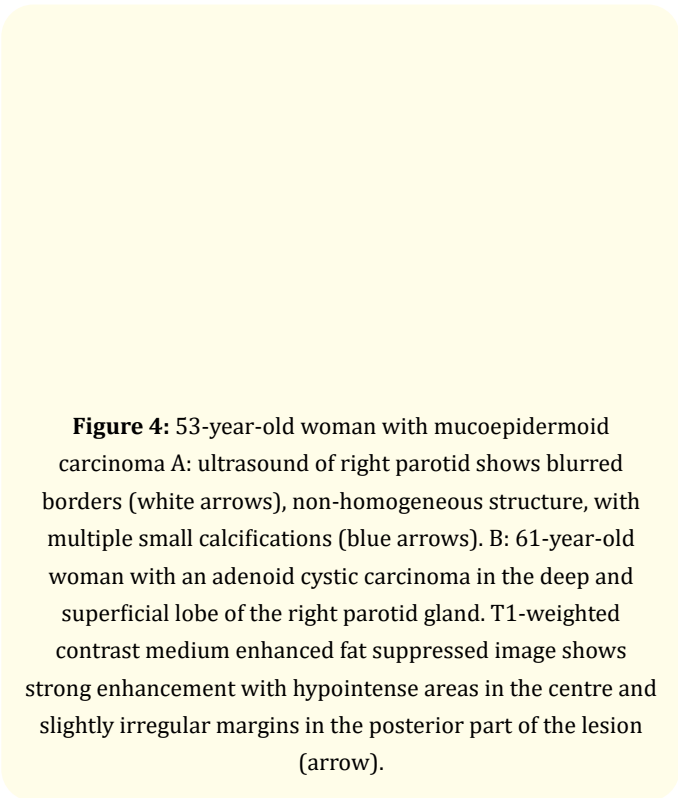 Figure 4: 53-year-old woman with mucoepidermoid
carcinoma A: ultrasound of right parotid shows blurred
borders (white arrows), non-homogeneous structure, with
multiple small calcifications (blue arrows). B: 61-year-old
woman with an adenoid cystic carcinoma in the deep and
superficial lobe of the right parotid gland. T1-weighted
contrast medium enhanced fat suppressed image shows
strong enhancement with hypointense areas in the centre and
slightly irregular margins in the posterior part of the lesion
(arrow).